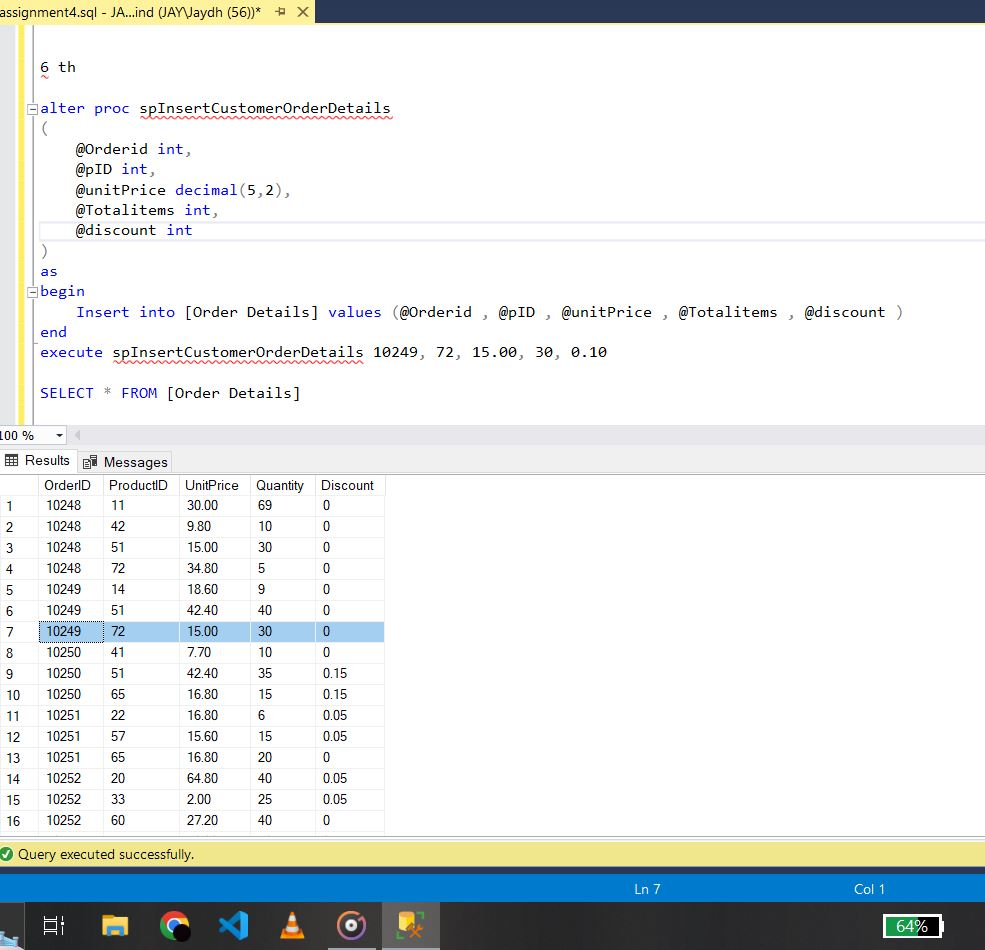 assignment4.sql - JA...ind (JAY\Jaydh (56))*
6 th
alter proc spInsertCustomerOrderDetails
(
@Orderid int,
@pID int,
@unitPrice decimal(5,2),
@Totalitems int,
@discount int
)
as
begin
Insert into [Order Details] values (@Orderid , @pID , @unitPrice , @Totalitems , @discount )
end
execute spInsertCustomerOrderDetails 10249, 72, 15.00, 30, 0.10
SELECT * FROM [Order Details]
100 %
Results Messages
OrderID ProductID UnitPrice Quantity Discount
1 10248 11 30.00 69 0
2 10248 42 9.80 10 0
3 10248 51 15.00 30 0
4 10248 72 34.80 5 0
5 10249 14 18.60 9 0
6 10249 51 42.40 40 0
7 10249 72 15.00 30 0
8 10250 41 7.70 10 0
9 10250 51 42.40 35 0.15
10 10250 65 16.80 15 0.15
11 10251 22 16.80 6 0.05
12 10251 57 15.60 15 0.05
13 10251 65 16.80 20 0
14 10252 20 64.80 40 0.05
15 10252 33 2.00 25 0.05
16 10252 60 27.20 40 0
Query executed successfully.
Ln 7 Col 1
64%